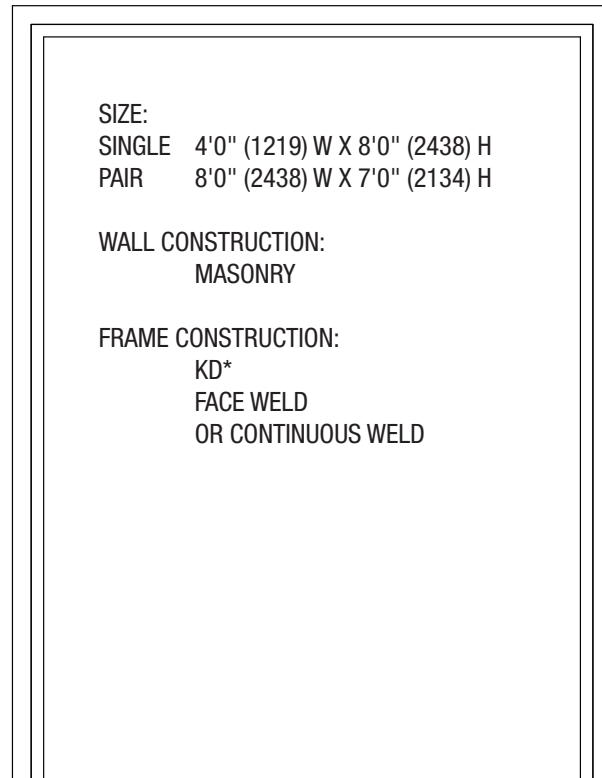 SIZE:
SINGLE 4'0" (1219) W X 8'0" (2438) H
PAIR 8'0" (2438) W X 7'0" (2134) H
WALL CONSTRUCTION:
MASONRY
FRAME CONSTRUCTION:
KD*
FACE WELD
OR CONTINUOUS WELD